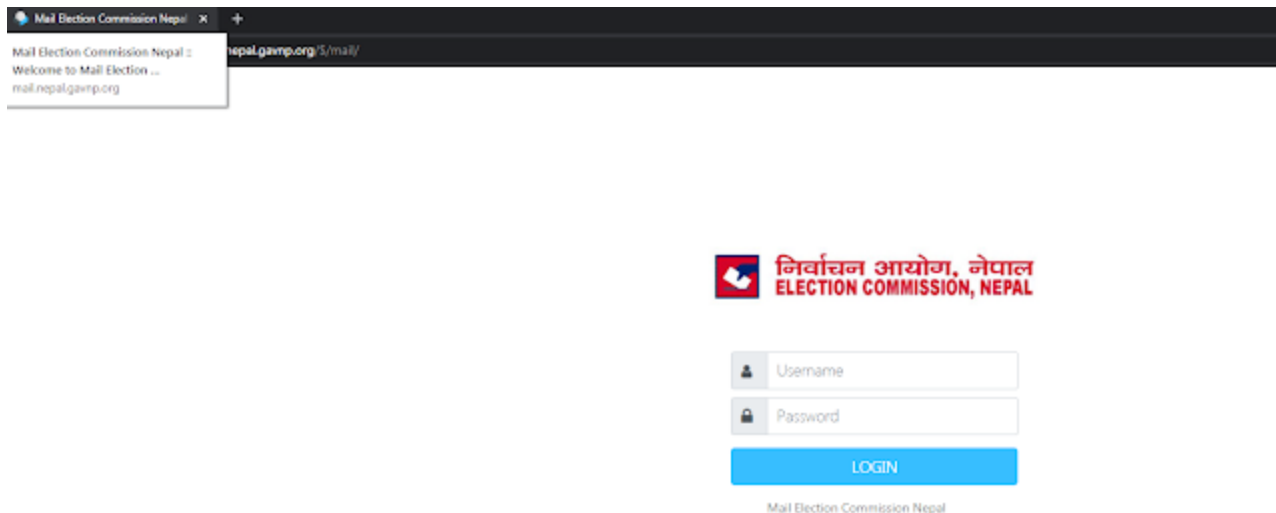 Mail Election Commission Nepal × +
Mail Election Commission Nepal ::
Welcome to Mail Election ...
mail.nepal.gavnp.org
nepal.gavnp.org/$/mail/
निर्वाचन आयोग, नेपाल
ELECTION COMMISSION, NEPAL
Username
Password
LOGIN
Mail Election Commission Nepal